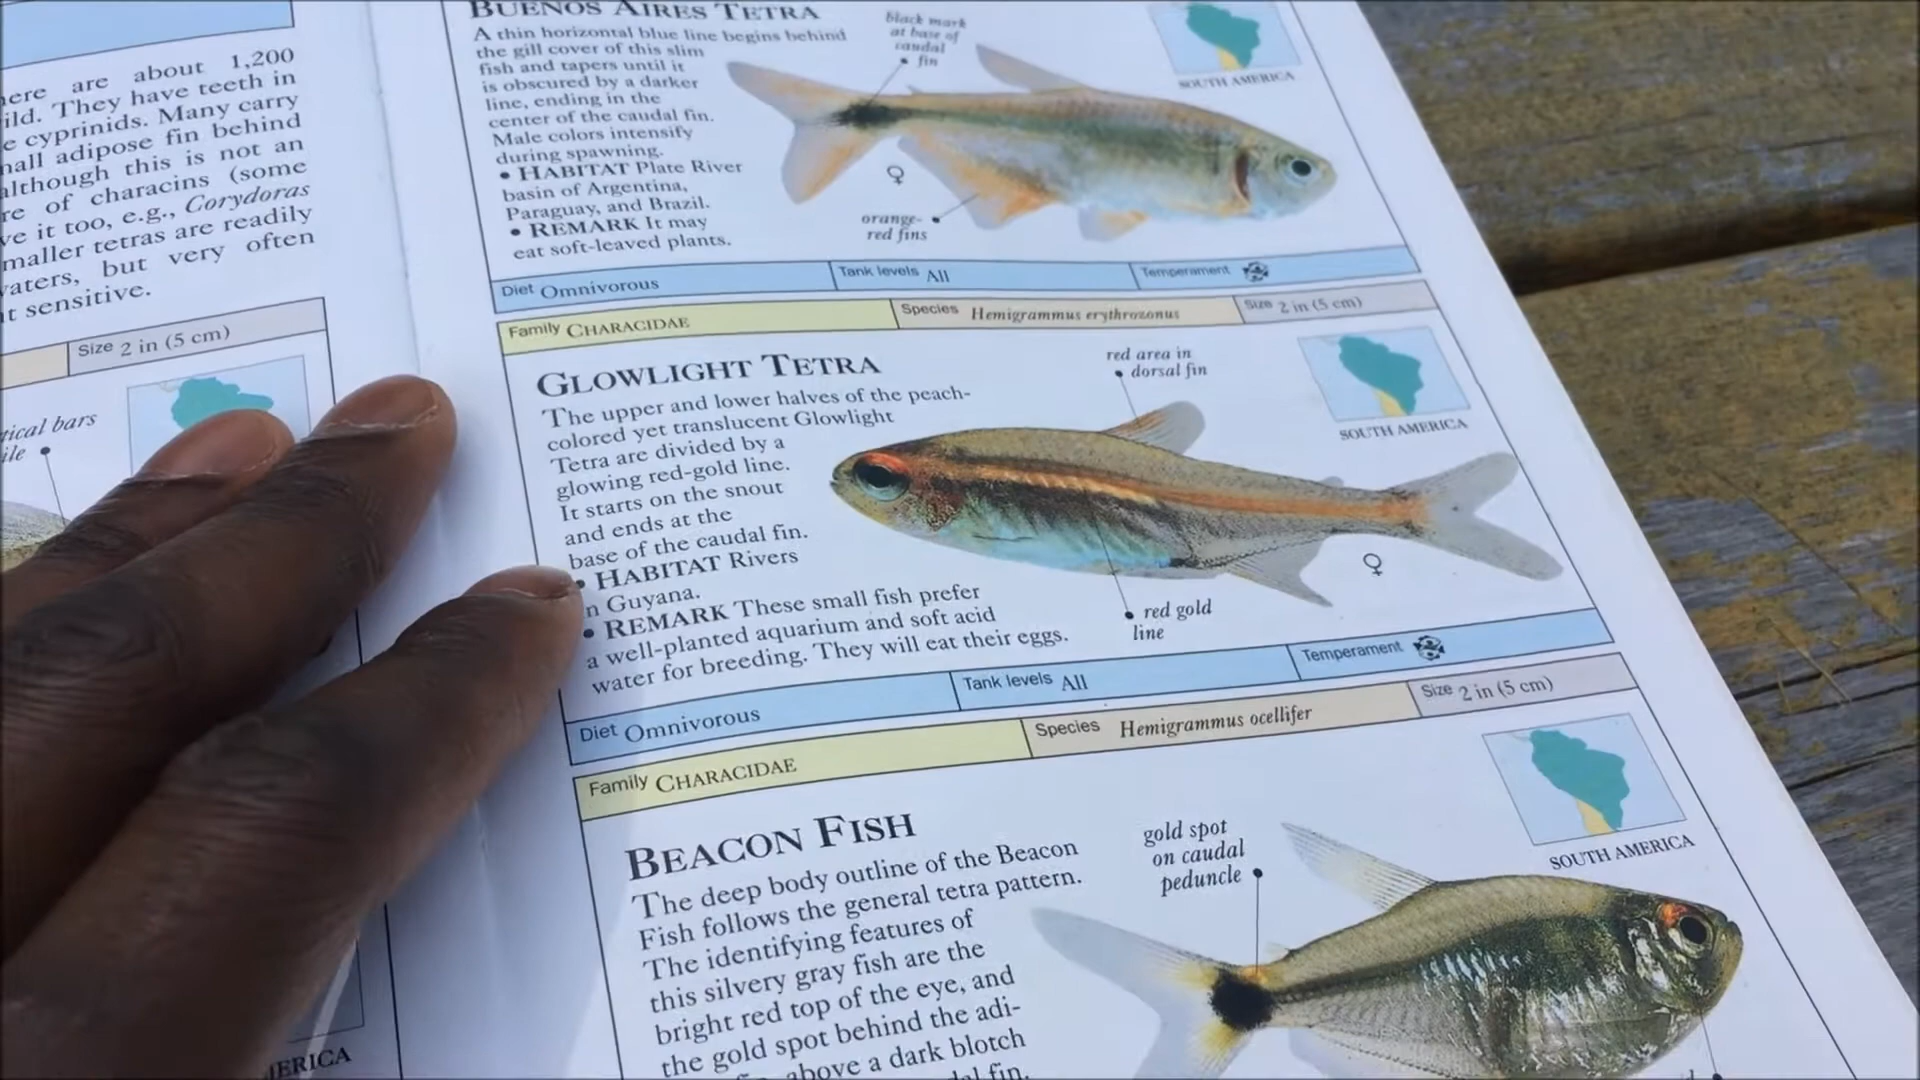 here are about 1,200
ild. They have teeth in
e cyprinids. Many carry
nall adipose fin behind
although this is not an
re of characins (some
ve it too, e.g., Corydoras
maller tetras are readily
vaters, but very often
t sensitive.
Size 2 in (5 cm)
tical bars
ile
ERICA
BUENOS AIRES TETRA
A thin horizontal blue line begins behind
the gill cover of this slim
fish and tapers until it
is obscured by a darker
line, ending in the
center of the caudal fin.
Male colors intensify
during spawning.
• HABITAT Plate River
basin of Argentina,
Paraguay, and Brazil.
• REMARK It may
eat soft-leaved plants.
black mark
at base of
caudal
fin
♀
orange-
red fins
SOUTH AMERICA
Diet Omnivorous
Tank levels All
Temperament
Family CHARACIDAE
Species Hemigrammus erythrozonus
Size 2 in (5 cm)
GLOWLIGHT TETRA
The upper and lower halves of the peach-
colored yet translucent Glowlight
Tetra are divided by a
glowing red-gold line.
It starts on the snout
and ends at the
base of the caudal fin.
• HABITAT Rivers
n Guyana.
• REMARK These small fish prefer
a well-planted aquarium and soft acid
water for breeding. They will eat their eggs.
red area in
dorsal fin
SOUTH AMERICA
♀
red gold
line
Diet Omnivorous
Tank levels All
Temperament
Family CHARACIDAE
Species Hemigrammus ocellifer
Size 2 in (5 cm)
BEACON FISH
The deep body outline of the Beacon
Fish follows the general tetra pattern.
The identifying features of
this silvery gray fish are the
bright red top of the eye, and
the gold spot behind the adi-
above a dark blotch
fin.
gold spot
on caudal
peduncle
SOUTH AMERICA